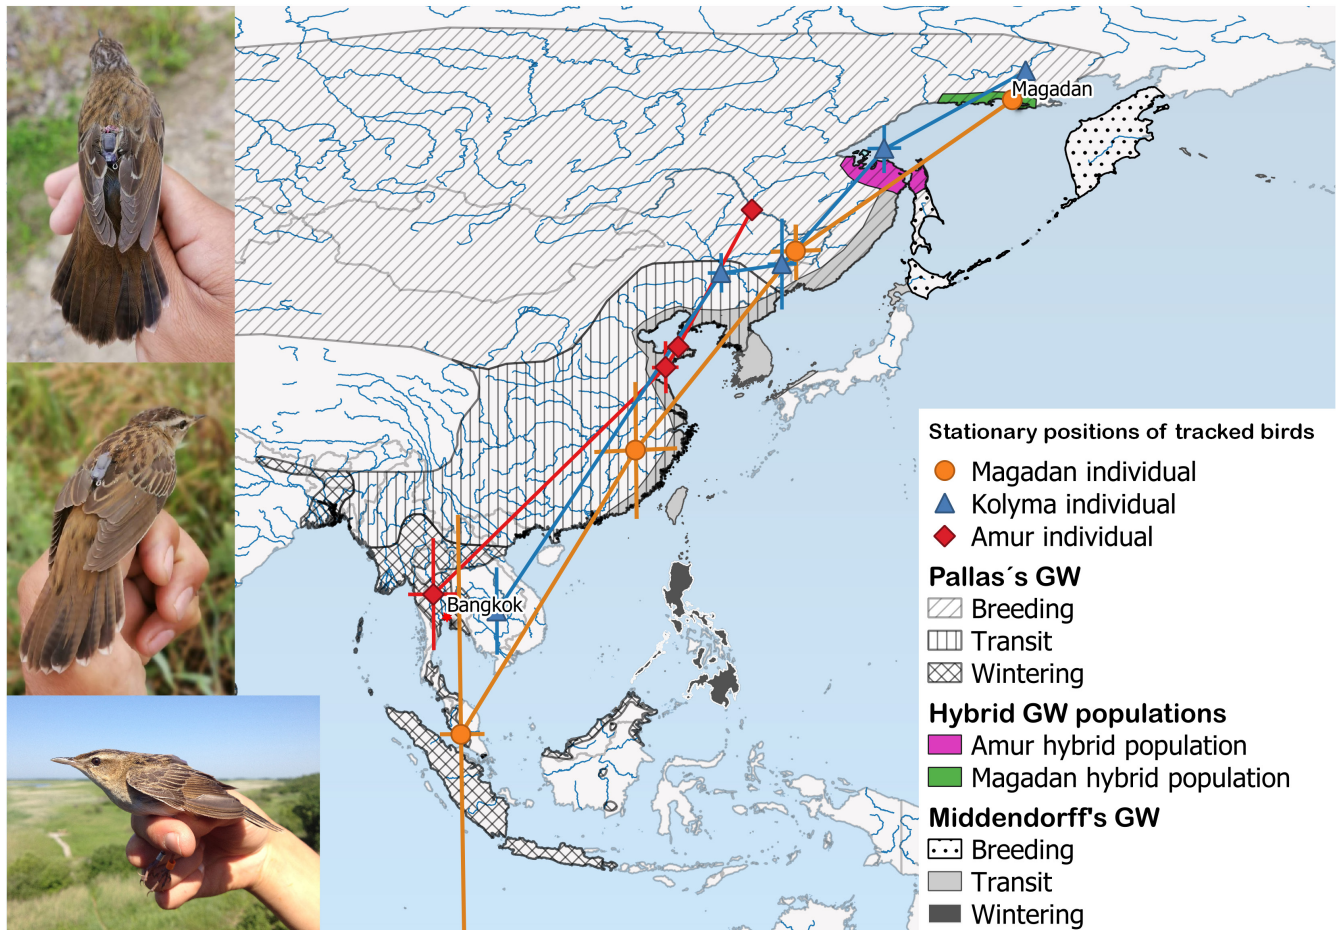 Magadan
Bangkok
Stationary positions of tracked birds
Magadan individual
Kolyma individual
Amur individual
Pallas´s GW
Breeding
Transit
Wintering
Hybrid GW populations
Amur hybrid population
Magadan hybrid population
Middendorff's GW
Breeding
Transit
Wintering